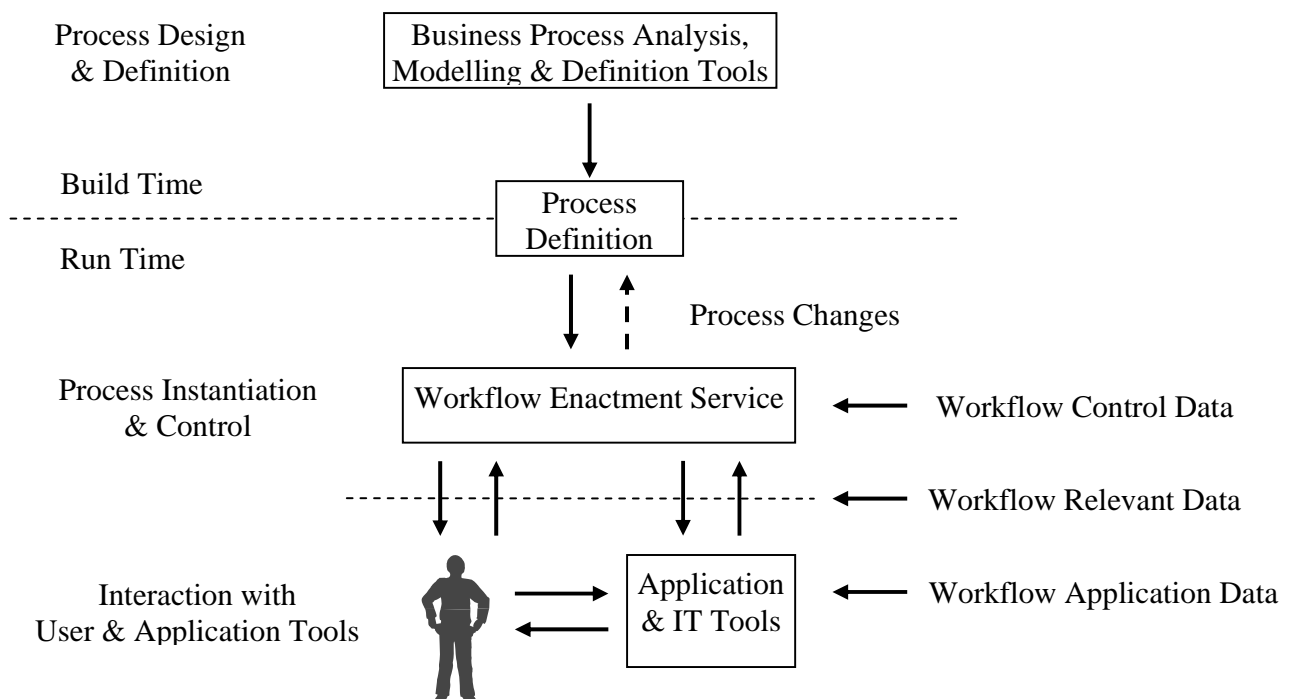 Process Design
& Definition
Business Process Analysis,
Modelling & Definition Tools
Build Time
Process
Definition
Run Time
Process Changes
Process Instantiation
& Control
Workflow Enactment Service
Workflow Control Data
Workflow Relevant Data
Interaction with
User & Application Tools
Application
& IT Tools
Workflow Application Data